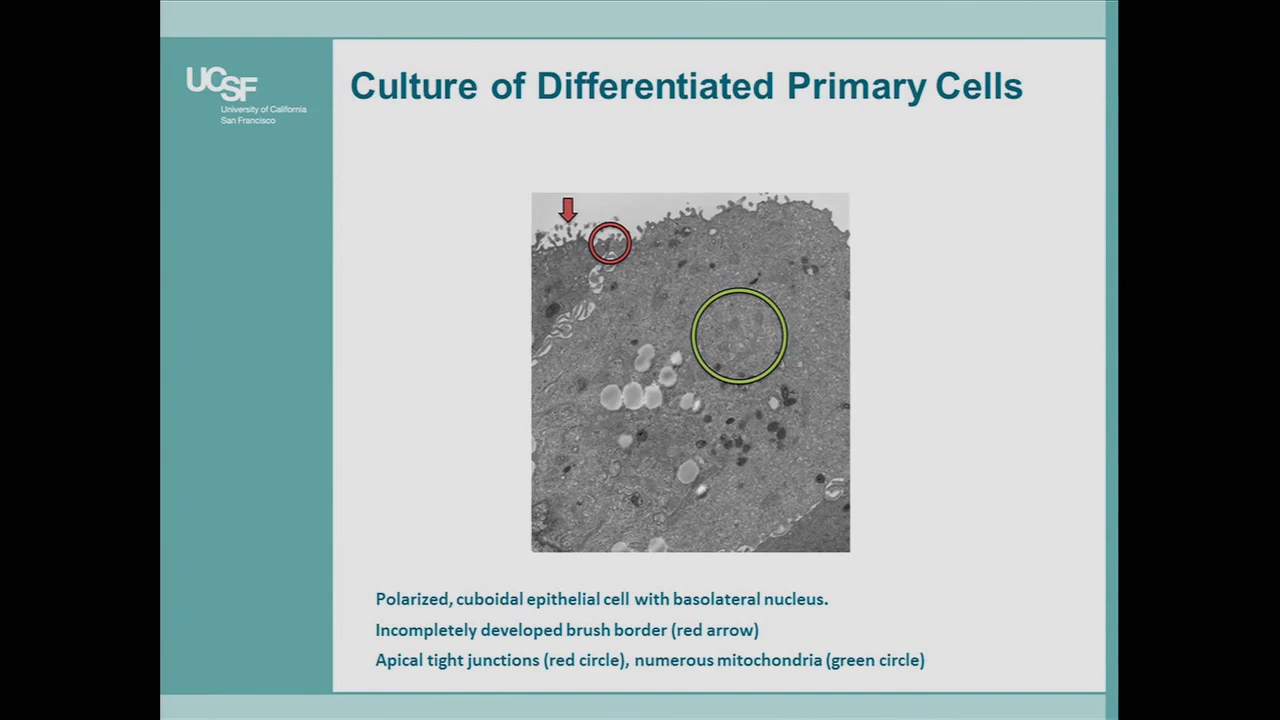 UCSF
University of California
San Francisco
Culture of Differentiated Primary Cells
Polarized, cuboidal epithelial cell with basolateral nucleus.
Incompletely developed brush border (red arrow)
Apical tight junctions (red circle), numerous mitochondria (green circle)